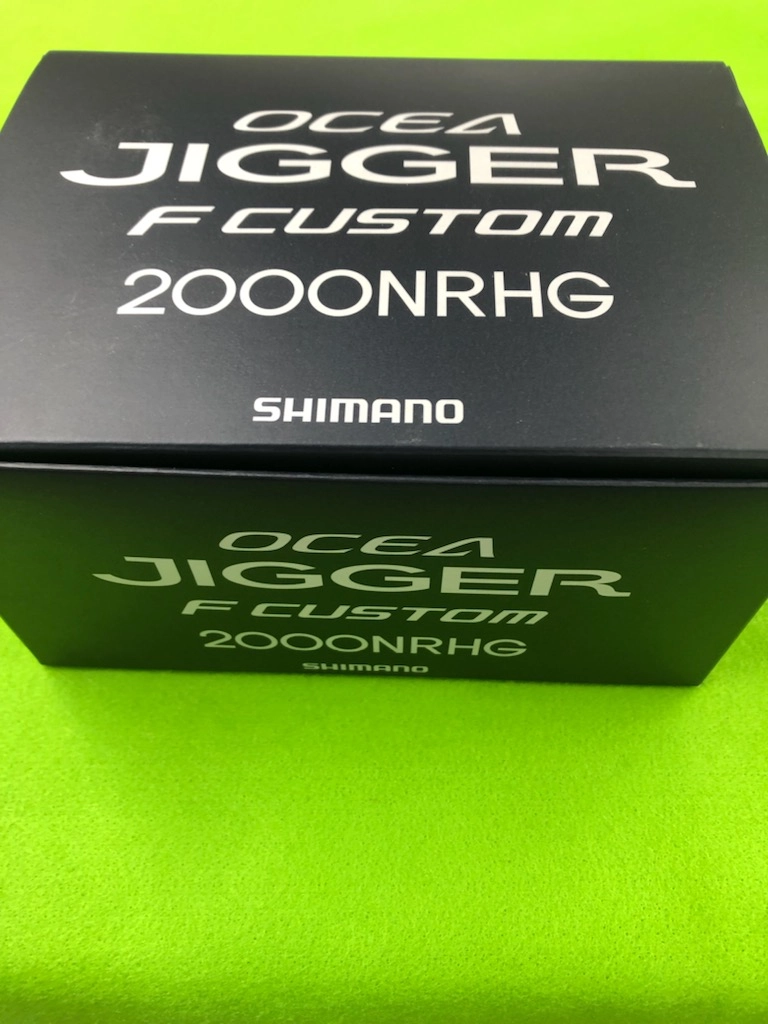 OCEA
JIGGER
F CUSTOM
2000NRHG
SHIMANO
OCEA
JIGGER
F CUSTOM
2000NRHG
SHIMANO